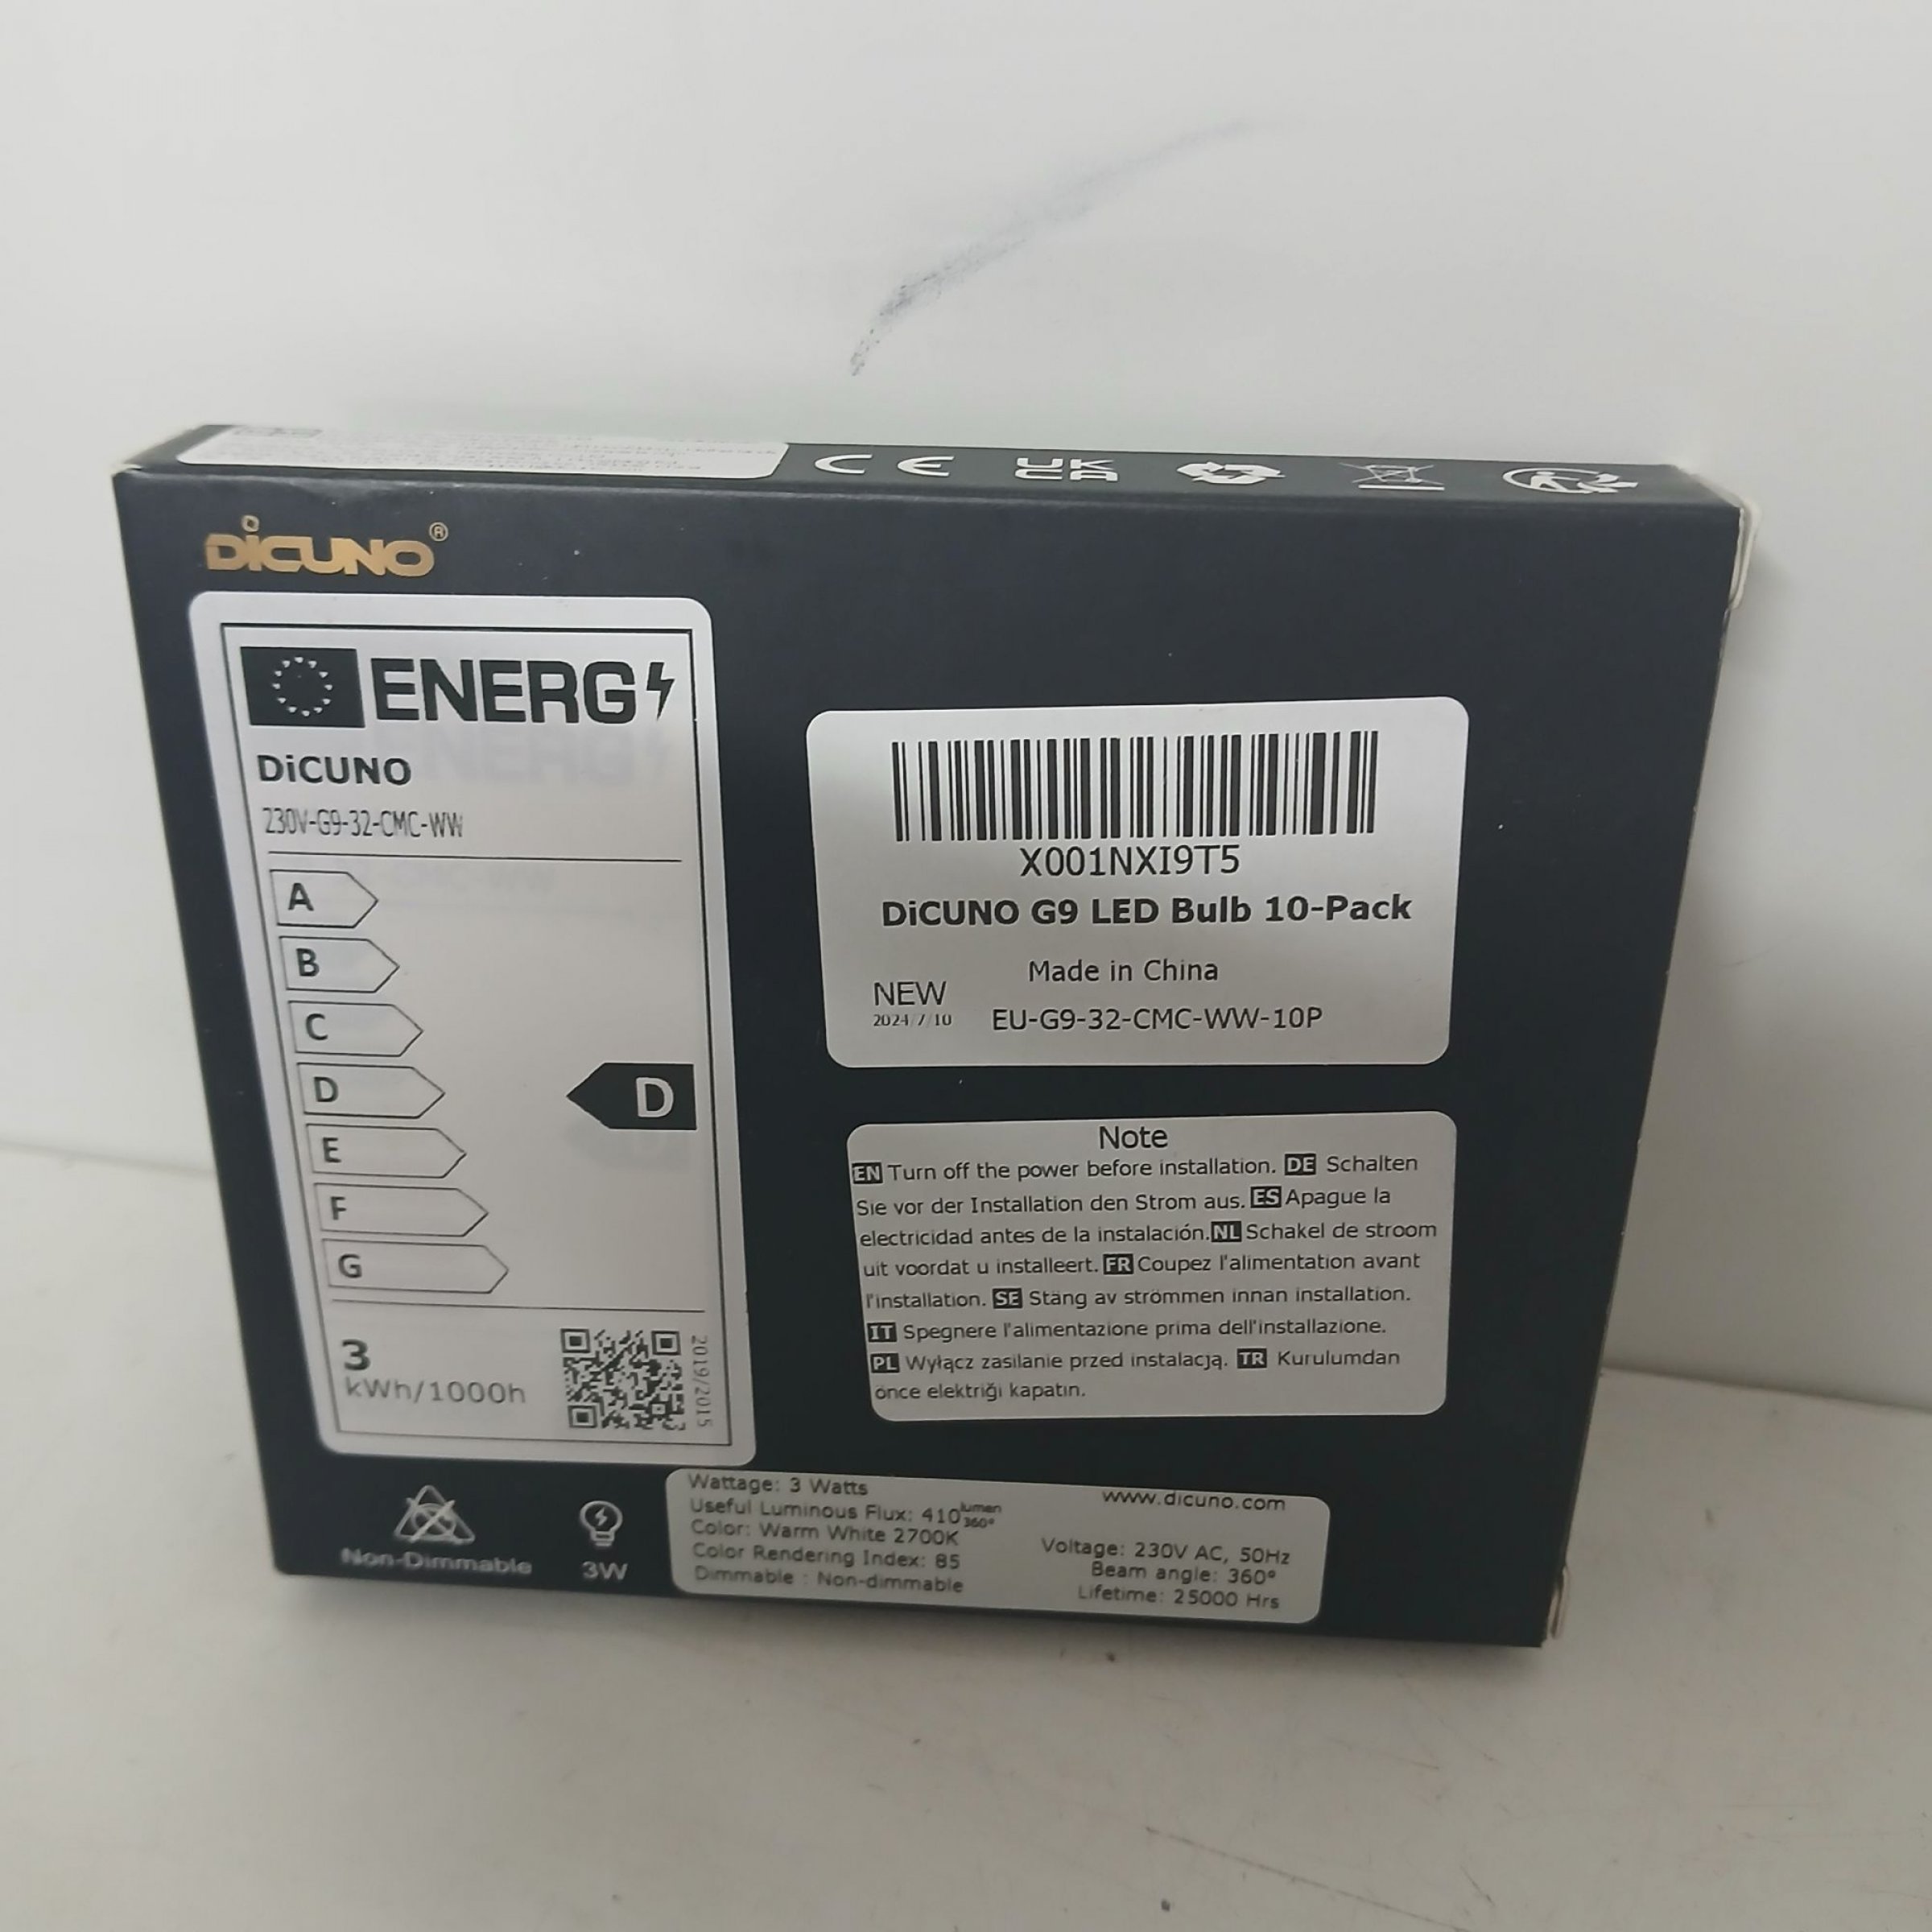 CE UK CA
DiCUNO®
ENERG
DiCUNO
230V-G9-32-CMC-WW
A
B
C
D
D
E
F
G
3
kWh/1000h
2019/2015
X001NXI9T5
DiCUNO G9 LED Bulb 10-Pack
Made in China
NEW
2024/7/10
EU-G9-32-CMC-WW-10P
Note
EN Turn off the power before installation. DE Schalten
Sie vor der Installation den Strom aus. ES Apague la
electricidad antes de la instalación. NL Schakel de stroom
uit voordat u installeert. FR Coupez l'alimentation avant
l'installation. SE Stäng av strömmen innan installation.
IT Spegnere l'alimentazione prima dell'installazione.
PL Wyłącz zasilanie przed instalacją. TR Kurulumdan
önce elektriği kapatın.
Non-Dimmable
3W
Wattage: 3 Watts
Useful Luminous Flux: 410 lumen 360°
Color: Warm White 2700K
Color Rendering Index: 85
Dimmable : Non-dimmable
www.dicuno.com
Voltage: 230V AC, 50Hz
Beam angle: 360°
Lifetime: 25000 Hrs